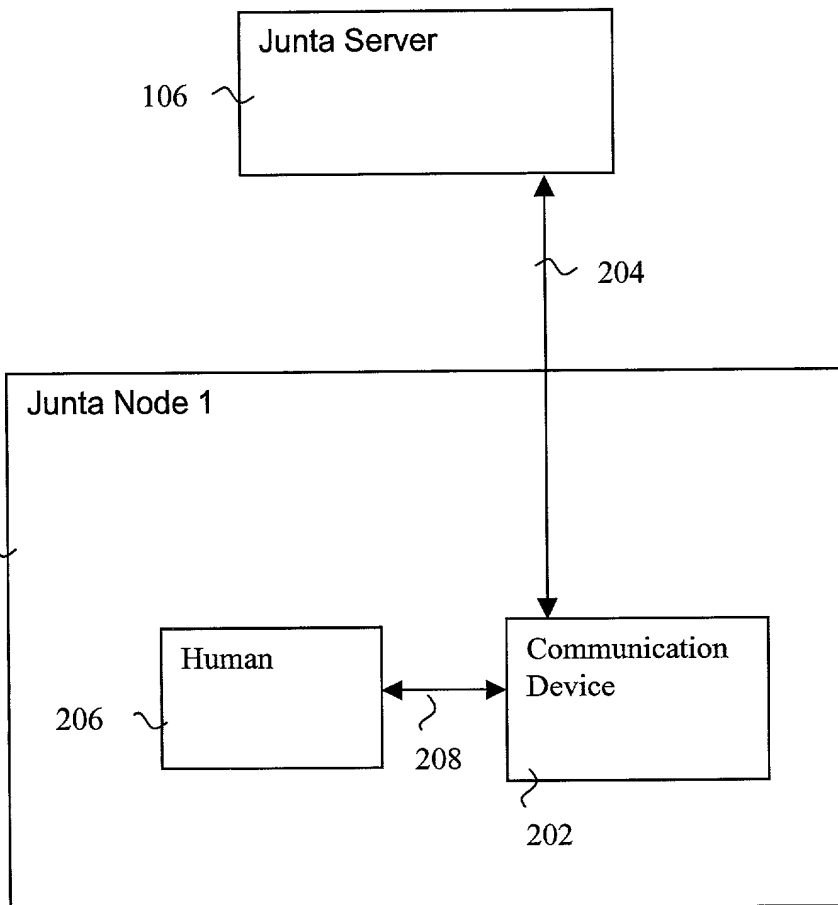 Junta Server
106
204
Junta Node 1
Human
Communication
Device
206
208
202